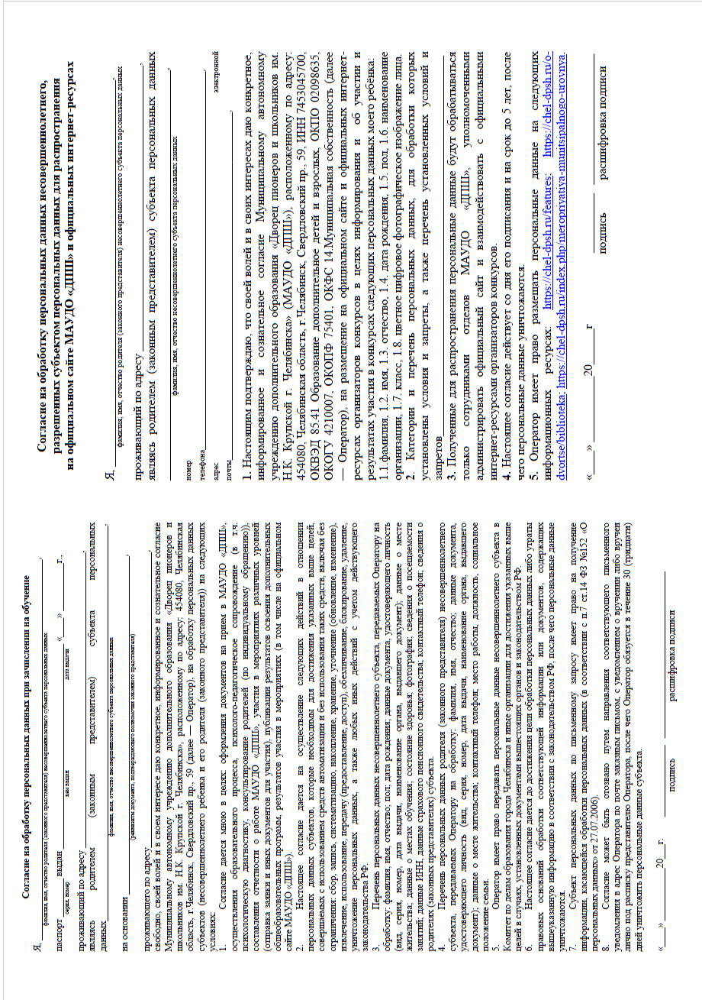 Согласие на обработку персональных данных при зачислении на обучение
Я,
фамилия, имя, отчество родителя (законного представителя) несовершеннолетнего субъекта персональных данных
паспорт выдан « » г.,
серия, номер кем выдан дата выдачи
проживающий по адресу ,
являясь родителем (законным представителем) субъекта персональных
данных ,
фамилия, имя, отчество несовершеннолетнего субъекта персональных данных
на основании ,
(реквизиты документа, подтверждающего полномочия законного представителя)
проживающего по адресу
свободно, своей волей и в своем интересе даю конкретное, информированное и сознательное согласие
Муниципальному автономному учреждению дополнительного образования «Дворец пионеров и
школьников им. Н.К. Крупской г. Челябинска», расположенному по адресу: 454080, Челябинская
область, г.Челябинск, Свердловский пр., 59 (далее — Оператор), на обработку персональных данных
субъектов (несовершеннолетнего ребёнка и его родителя (законного представителя)) на следующих
условиях:
1. Согласие дается мною в целях: оформления документов на прием в МАУДО «ДПШ»,
осуществления образовательного процесса, психолого-педагогическое сопровождение (в т.ч.
психологическую диагностику, консультирование родителей (по индивидуальному обращению)),
составления отчетности о работе МАУДО «ДПШ», участия в мероприятиях различных уровней
(отправка заявки и иных документов для участия), публикации результатов освоения дополнительных
общеобразовательных программ, результатов участия в мероприятиях (в том числе на официальном
сайте МАУДО «ДПШ»).
2. Настоящее согласие дается на осуществление следующих действий в отношении
персональных данных субъектов, которые необходимы для достижения указанных выше целей,
совершаемых с использованием средств автоматизации и без использования таких средств, включая без
ограничения: сбор, запись, систематизацию, накопление, хранение, уточнение (обновление, изменение),
извлечение, использование, передачу (предоставление, доступ), обезличивание, блокирование, удаление,
уничтожение персональных данных, а также любых иных действий с учетом действующего
законодательства РФ.
3. Перечень персональных данных несовершеннолетнего субъекта, передаваемых Оператору на
обработку: фамилия, имя, отчество; пол; дата рождения; данные документа, удостоверяющего личность
(вид, серия, номер, дата выдачи, наименование органа, выдавшего документ); данные о месте
жительства; данные о местах обучения; состояние здоровья; фотография; сведения о посещаемости
занятий; данные ИНН, данные страхового пенсионного свидетельства; контактный телефон; сведения о
родителях (законных представителях) субъекта.
4. Перечень персональных данных родителя (законного представителя) несовершеннолетнего
субъекта, передаваемых Оператору на обработку: фамилия, имя, отчество; данные документа,
удостоверяющего личность (вид, серия, номер, дата выдачи, наименование органа, выдавшего
документ); данные о месте жительства; контактный телефон; место работы, должность, социальное
положение семьи.
5. Оператор имеет право передавать персональные данные несовершеннолетнего субъекта в
Комитет по делам образования города Челябинска и иные организации для достижения указанных выше
целей в случаях, установленных документами вышестоящих органов и законодательством РФ.
6. Настоящее согласие дается до достижения цели обработки персональных данных либо утраты
правовых оснований обработки соответствующей информации или документов, содержащих
вышеуказанную информацию в соответствии с законодательством РФ, после чего персональные данные
уничтожаются.
7. Субъект персональных данных по письменному запросу имеет право на получение
информации, касающейся обработки персональных данных (в соответствии с п.7 ст.14 ФЗ №152 «О
персональных данных» от 27.07.2006).
8. Согласие может быть отозвано путем направления соответствующего письменного
уведомления в адрес Оператора по почте заказным письмом, с уведомлением о вручении либо вручен
лично под расписку представителю Оператора, после чего Оператор обязуется в течение 30 (тридцати)
дней уничтожить персональные данные субъекта.
« » 20 г.
подпись расшифровка подписи
Согласие на обработку персональных данных несовершеннолетнего,
разрешенных субъектом персональных данных для распространения
на официальном сайте МАУДО «ДПШ» и официальных интернет-ресурсах
Я, ,
фамилия, имя, отчество родителя (законного представителя) несовершеннолетнего субъекта персональных данных
проживающий по адресу ,
являясь родителем (законным представителем) субъекта персональных данных
,
фамилия, имя, отчество несовершеннолетнего субъекта персональных данных
номер
телефона ,
адрес электронной
почты ,
1. Настоящим подтверждаю, что своей волей и в своих интересах даю конкретное,
информированное и сознательное согласие Муниципальному автономному
учреждению дополнительного образования «Дворец пионеров и школьников им.
Н.К. Крупской г. Челябинска» (МАУДО «ДПШ»), расположенному по адресу:
454080, Челябинская область, г.Челябинск, Свердловский пр., 59, ИНН 7453045700,
ОКВЭД 85.41 Образование дополнительное детей и взрослых, ОКПО 02098635,
ОКОГУ 4210007, ОКОПФ 75401, ОКФС 14.Муниципальная собственность (далее
— Оператор), на размещение на официальном сайте и официальных интернет-
ресурсах организаторов конкурсов в целях информирования и об участии и
результатах участия в конкурсах следующих персональных данных моего ребёнка:
1.1.фамилия, 1.2. имя, 1.3. отчество, 1.4. дата рождения, 1.5. пол, 1.6. наименование
организации, 1.7. класс, 1.8. цветное цифровое фотографическое изображение лица.
2. Категории и перечень персональных данных, для обработки которых
установлены условия и запреты, а также перечень установленных условий и
запретов
3. Полученные для распространения персональные данные будут обрабатываться
только сотрудниками отделов МАУДО «ДПШ», уполномоченными
администрировать официальный сайт и взаимодействовать с официальными
интернет-ресурсами организаторов конкурсов.
4. Настоящее согласие действует со дня его подписания и на срок до 5 лет, после
чего персональные данные уничтожаются.
5. Оператор имеет право размещать персональные данные на следующих
информационных ресурсах: https://chel-dpsh.ru/features; https://chel-dpsh.ru/o-
dvortse/biblioteka; https://chel-dpsh.ru/index.php/meropriyatiya-munitsipalnogo-urovnya.
« » 20 г
подпись расшифровка подписи